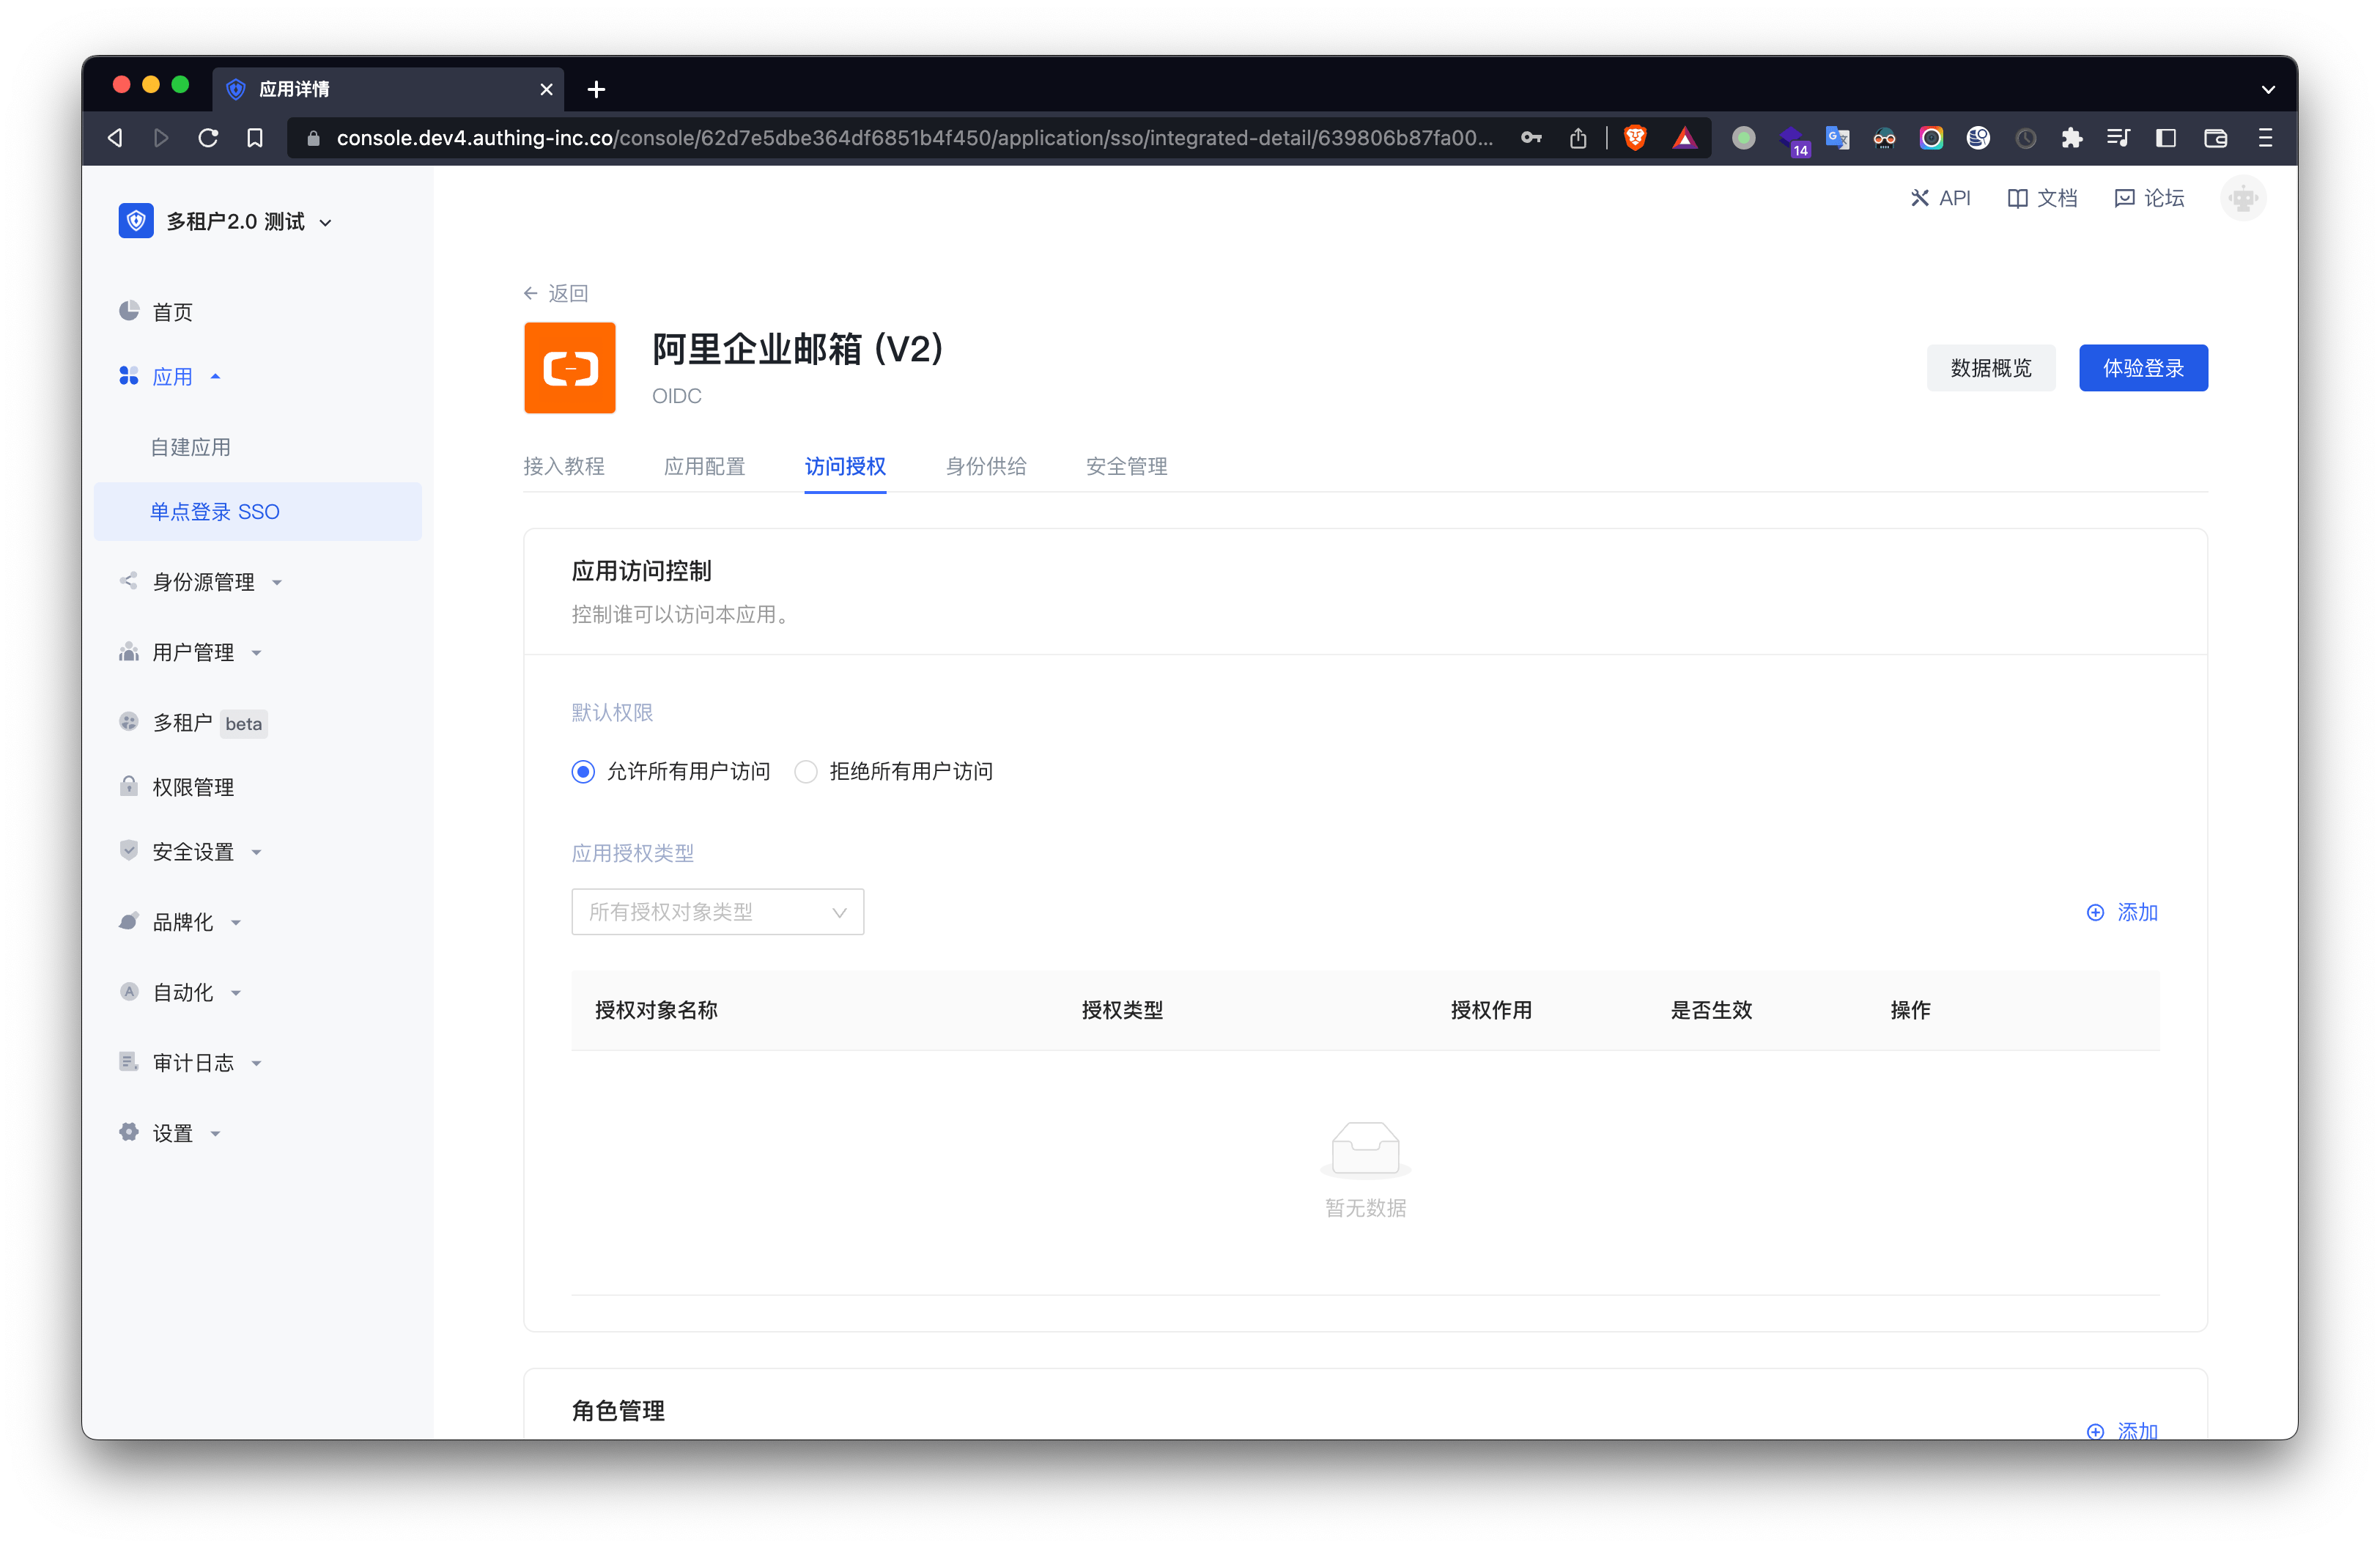 应用详情
console.dev4.authing-inc.co/console/62d7e5dbe364df6851b4f450/application/sso/integrated-detail/639806b87fa00...
14
多租户2.0 测试
API 文档 论坛
首页
应用
自建应用
单点登录 SSO
身份源管理
用户管理
多租户 beta
权限管理
安全设置
品牌化
自动化
审计日志
设置
返回
阿里企业邮箱 (V2)
OIDC
数据概览 体验登录
接入教程 应用配置 访问授权 身份供给 安全管理
应用访问控制
控制谁可以访问本应用。
默认权限
允许所有用户访问 拒绝所有用户访问
应用授权类型
所有授权对象类型 添加
授权对象名称 授权类型 授权作用 是否生效 操作
暂无数据
角色管理
添加